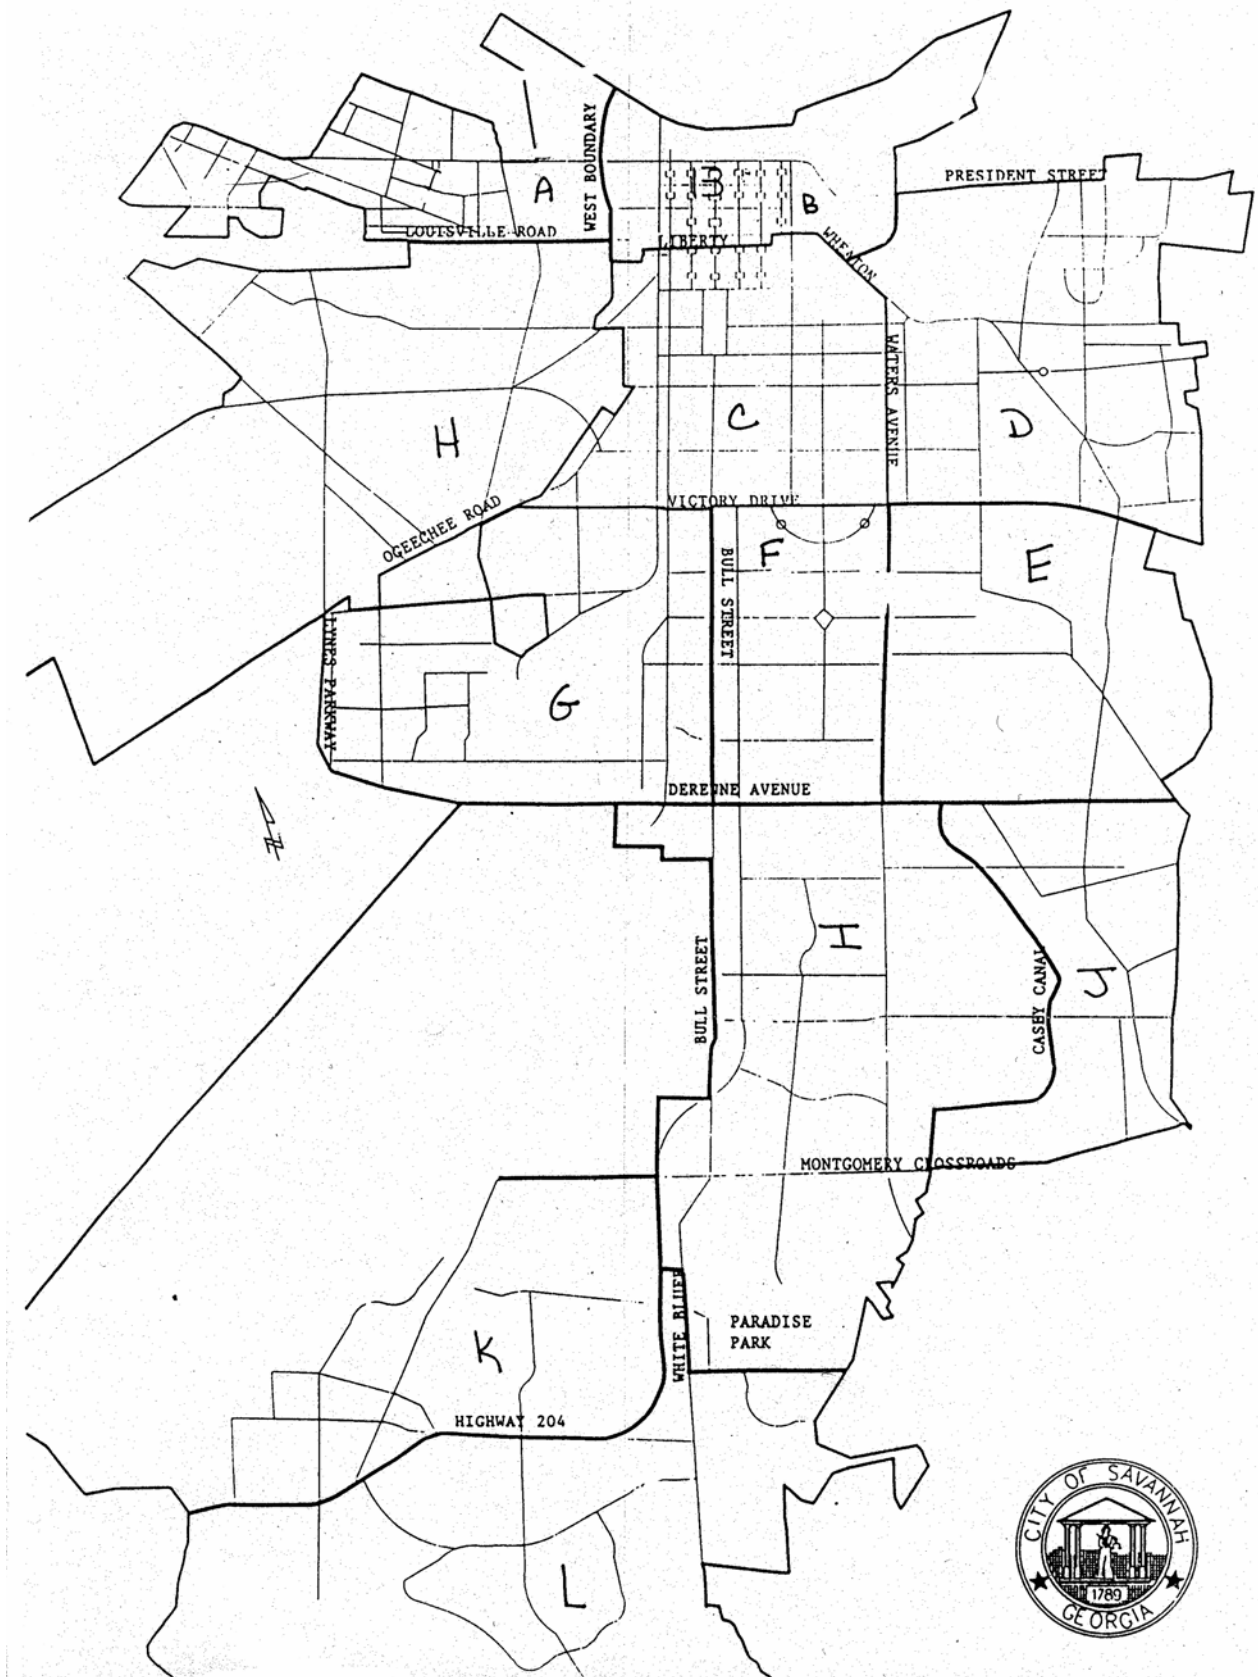 PRESIDENT STREET
WEST BOUNDARY
A
B
B
LOUISVILLE ROAD
LIBERTY
WHEATON
WATERS AVENUE
C
D
H
VICTORY DRIVE
OGEECHEE ROAD
F
E
BULL STREET
LYNES PARKWAY
G
DERENNE AVENUE
N
I
BULL STREET
CASEY CANAL
J
MONTGOMERY CROSSROADS
WHITE BLUFF
PARADISE
PARK
K
HIGHWAY 204
L
CITY OF SAVANNAH
1789
GEORGIA